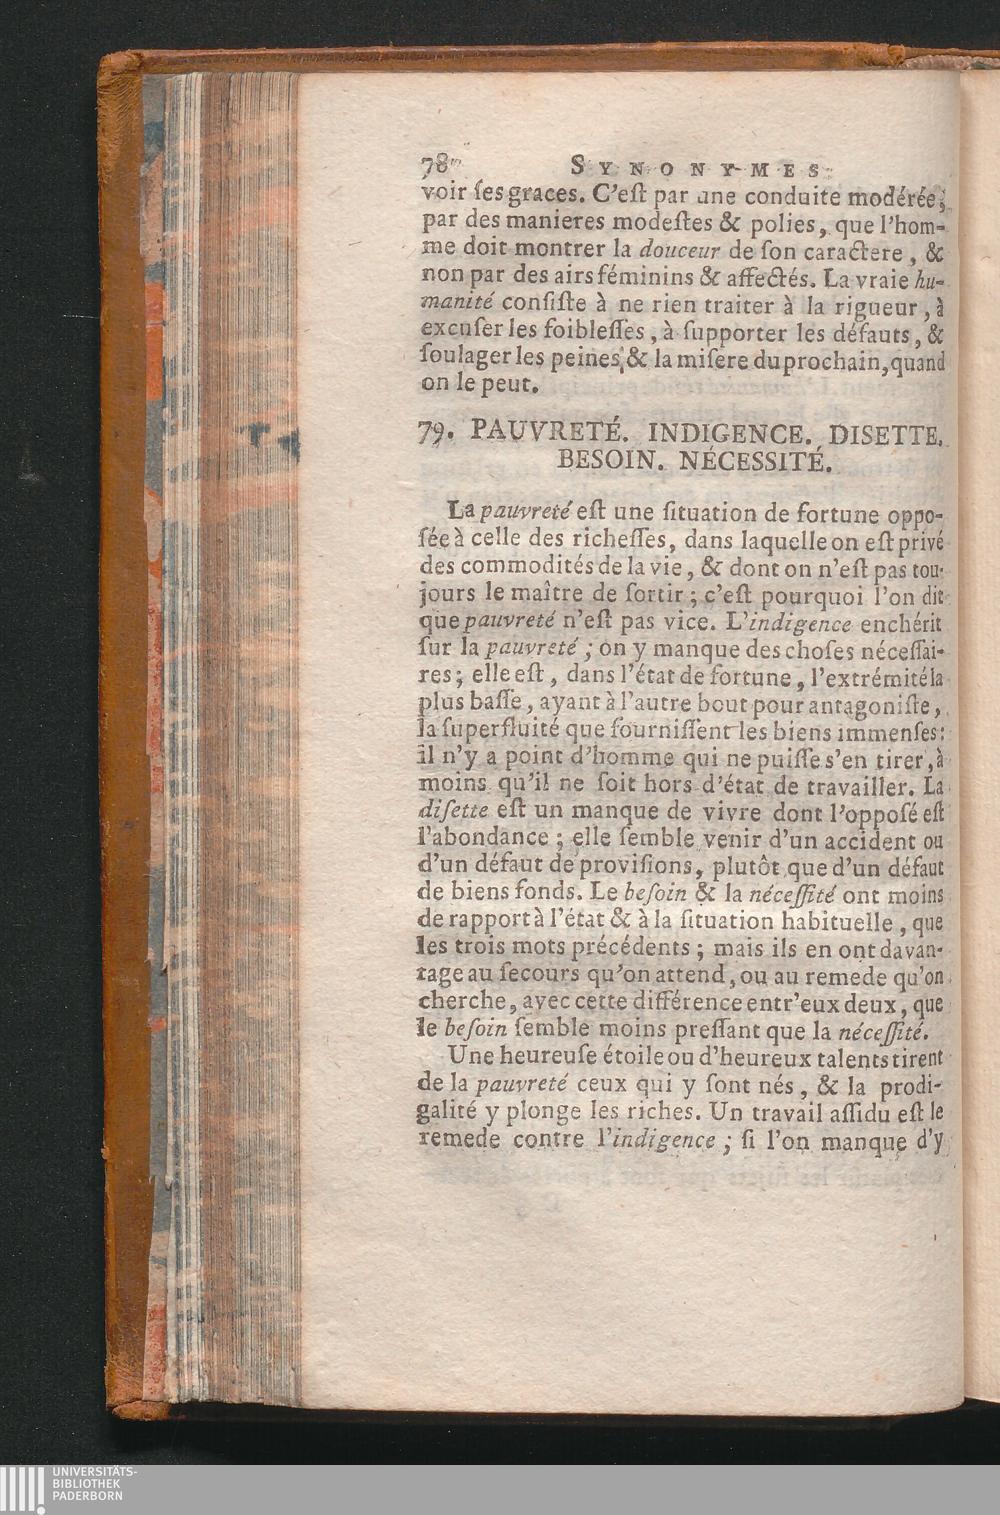 78 SYNONYMES
voir ſes graces. C'eſt par une conduite modérée,
par des manieres modeſtes & polies, que l'hom-
me doit montrer la douceur de ſon caractere, &
non par des airs féminins & affectés. La vraie hu-
manité conſiſte à ne rien traiter à la rigueur, à
excuſer les foibleſſes, à ſupporter les défauts, &
ſoulager les peines & la miſere du prochain, quand
on le peut.
79. PAUVRETÉ. INDIGENCE. DISETTE.
BESOIN. NÉCESSITÉ.
La pauvreté eſt une ſituation de fortune oppo-
ſée à celle des richeſſes, dans laquelle on eſt privé
des commodités de la vie, & dont on n'eſt pas tou-
jours le maître de ſortir; c'eſt pourquoi l'on dit
que pauvreté n'eſt pas vice. L'indigence enchérit
ſur la pauvreté; on y manque des choſes néceſſai-
res; elle eſt, dans l'état de fortune, l'extrémité la
plus baſſe, ayant à l'autre bout pour antagoniſte,
la ſuperfluité que fourniſſent les biens immenſes:
il n'y a point d'homme qui ne puiſſe s'en tirer, à
moins qu'il ne ſoit hors d'état de travailler. La
diſette eſt un manque de vivre dont l'oppoſé eſt
l'abondance; elle ſemble venir d'un accident ou
d'un défaut de proviſions, plutôt que d'un défaut
de biens fonds. Le beſoin & la néceſſité ont moins
de rapport à l'état & à la ſituation habituelle, que
les trois mots précédents; mais ils en ont davan-
tage au ſecours qu'on attend, ou au remede qu'on
cherche, avec cette différence entr'eux deux, que
le beſoin ſemble moins preſſant que la néceſſité.
Une heureuſe étoile ou d'heureux talents tirent
de la pauvreté ceux qui y ſont nés, & la prodi-
galité y plonge les riches. Un travail aſſidu eſt le
remede contre l'indigence; ſi l'on manque d'y
UNIVERSITÄTS-
BIBLIOTHEK
PADERBORN